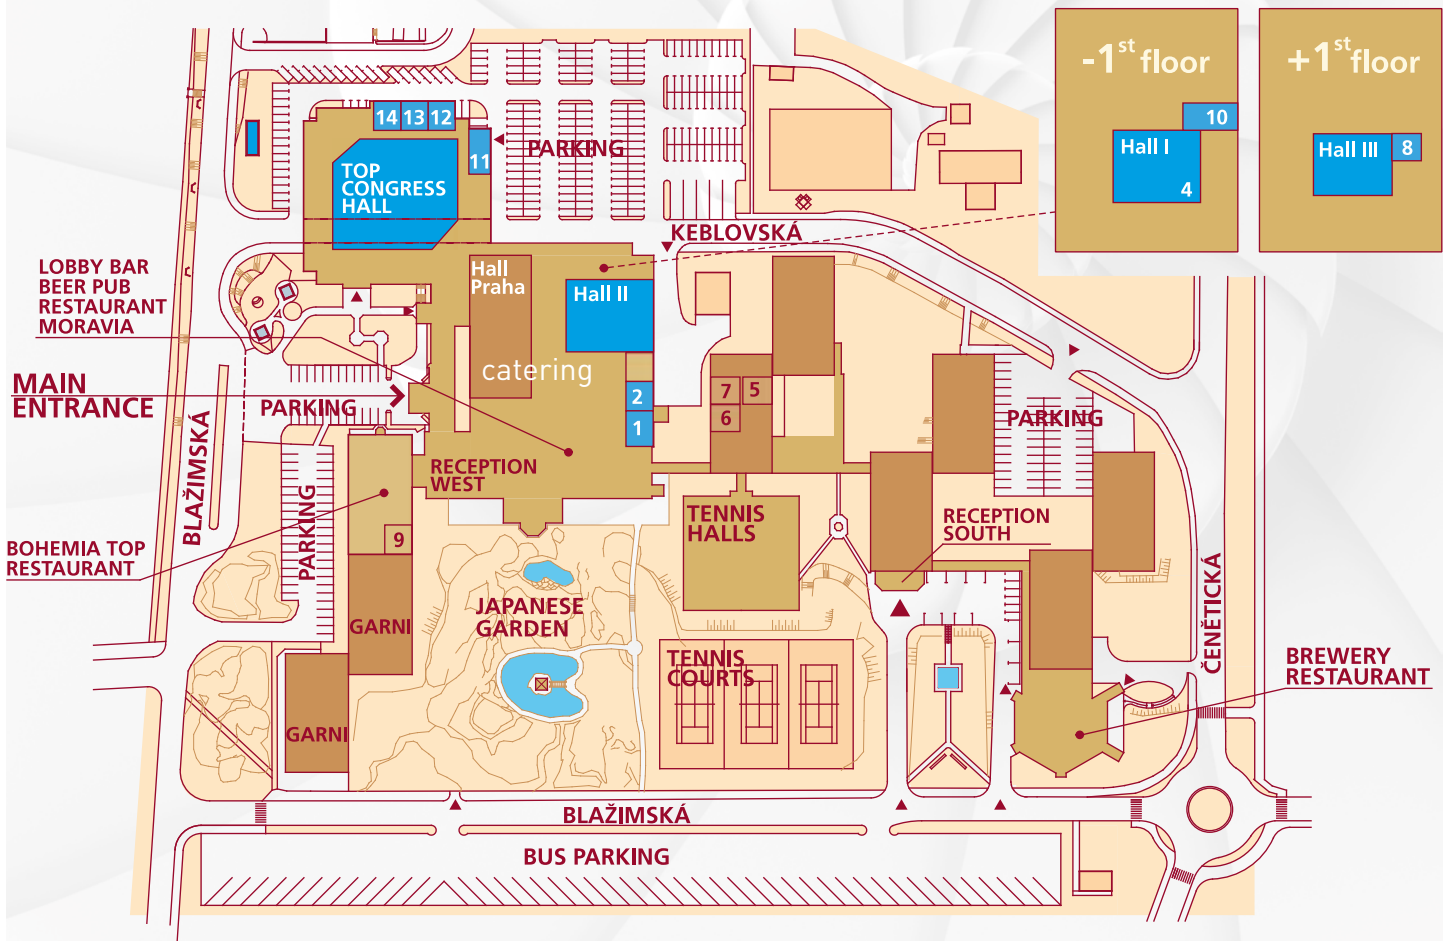 -1st floor
+1st floor
10
Hall I
4
Hall III
8
14
13
12
11
PARKING
TOP
CONGRESS
HALL
KEBLOVSKÁ
LOBBY BAR
BEER PUB
RESTAURANT
MORAVIA
Hall
Praha
Hall II
catering
MAIN
ENTRANCE
PARKING
2
1
7
5
6
PARKING
BLAŽIMSKÁ
RECEPTION
WEST
PARKING
TENNIS
HALLS
RECEPTION
SOUTH
9
BOHEMIA TOP
RESTAURANT
ČENĚTICKÁ
JAPANESE
GARDEN
GARNI
TENNIS
COURTS
BREWERY
RESTAURANT
GARNI
BLAŽIMSKÁ
BUS PARKING